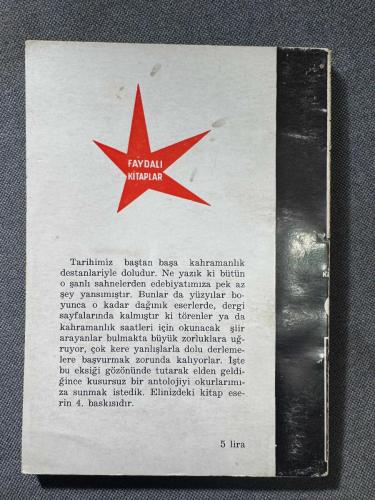 FAYDALI
KİTAPLAR
Tarihimiz baştan başa kahramanlık
destanlariyle doludur. Ne yazık ki bütün
o şanlı sahnelerden edebiyatımıza pek az
şey yansımıştır. Bunlar da yüzyılar bo-
yunca o kadar dağınık eserlerde, dergi
sayfalarında kalmıştır ki törenler ya da
kahramanlık saatleri için okunacak şiir
arayanlar bulmakta büyük zorluklara uğ-
ruyor, çok kere yanlışlarla dolu derleme-
lere başvurmak zorunda kalıyorlar. İşte
bu eksiği gözönünde tutarak elden geldi-
ğince kusursuz bir antolojiyi okurlarımı-
za sunmak istedik. Elinizdeki kitap ese-
rin 4. baskısıdır.
5 lira